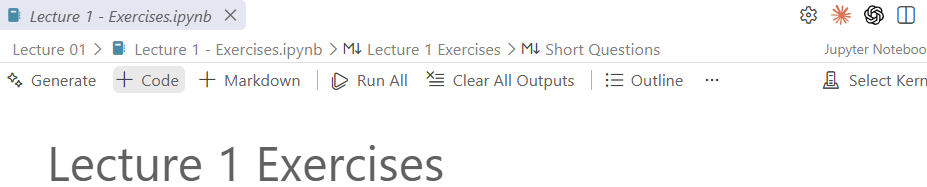 Lecture 1 - Exercises.ipynb
Lecture 01 > Lecture 1 - Exercises.ipynb > M↓ Lecture 1 Exercises > M↓ Short Questions Jupyter Noteboo
Generate + Code + Markdown Run All Clear All Outputs Outline ... Select Kern
Lecture 1 Exercises